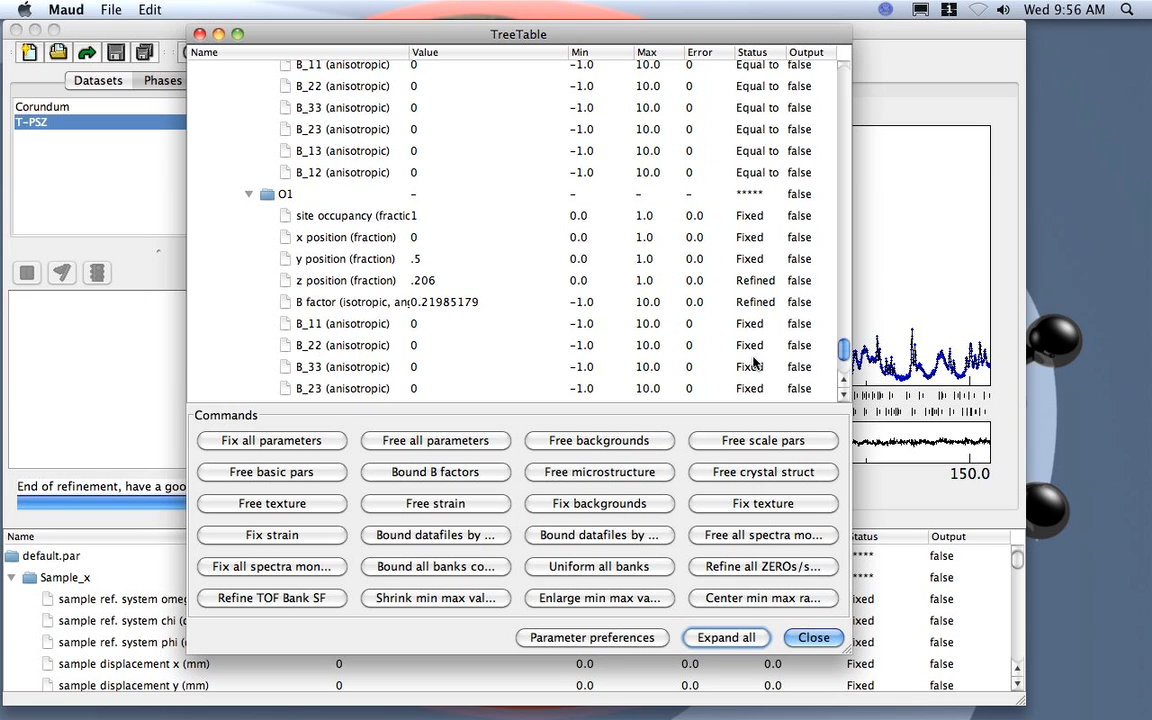 Maud File Edit Wed 9:56 AM
TreeTable
Datasets Phases
Corundum
T-PSZ
Name Value Min Max Error Status Output
B_11 (anisotropic) 0 -1.0 10.0 0 Equal to false
B_22 (anisotropic) 0 -1.0 10.0 0 Equal to false
B_33 (anisotropic) 0 -1.0 10.0 0 Equal to false
B_23 (anisotropic) 0 -1.0 10.0 0 Equal to false
B_13 (anisotropic) 0 -1.0 10.0 0 Equal to false
B_12 (anisotropic) 0 -1.0 10.0 0 Equal to false
O1 - - - - ***** false
site occupancy (fractic 1 0.0 1.0 0.0 Fixed false
x position (fraction) 0 0.0 1.0 0.0 Fixed false
y position (fraction) .5 0.0 1.0 0.0 Fixed false
z position (fraction) .206 0.0 1.0 0.0 Refined false
B factor (isotropic, an 0.21985179 -1.0 10.0 0.0 Refined false
B_11 (anisotropic) 0 -1.0 10.0 0 Fixed false
B_22 (anisotropic) 0 -1.0 10.0 0 Fixed false
B_33 (anisotropic) 0 -1.0 10.0 0 Fixed false
B_23 (anisotropic) 0 -1.0 10.0 0 Fixed false
Commands
Fix all parameters Free all parameters Free backgrounds Free scale pars
Free basic pars Bound B factors Free microstructure Free crystal struct
Free texture Free strain Fix backgrounds Fix texture
Fix strain Bound datafiles by ... Bound datafiles by ... Free all spectra mo...
Fix all spectra mon... Bound all banks co... Uniform all banks Refine all ZEROs/s...
Refine TOF Bank SF Shrink min max val... Enlarge min max va... Center min max ra...
Parameter preferences Expand all Close
150.0
End of refinement, have a goo
Name Status Output
default.par **** false
Sample_x **** false
sample ref. system ome ixed false
sample ref. system chi ( ixed false
sample ref. system phi ( ixed false
sample displacement x (mm) 0 0.0 0.0 0.0 Fixed false
sample displacement y (mm) 0 0.0 0.0 0.0 Fixed false